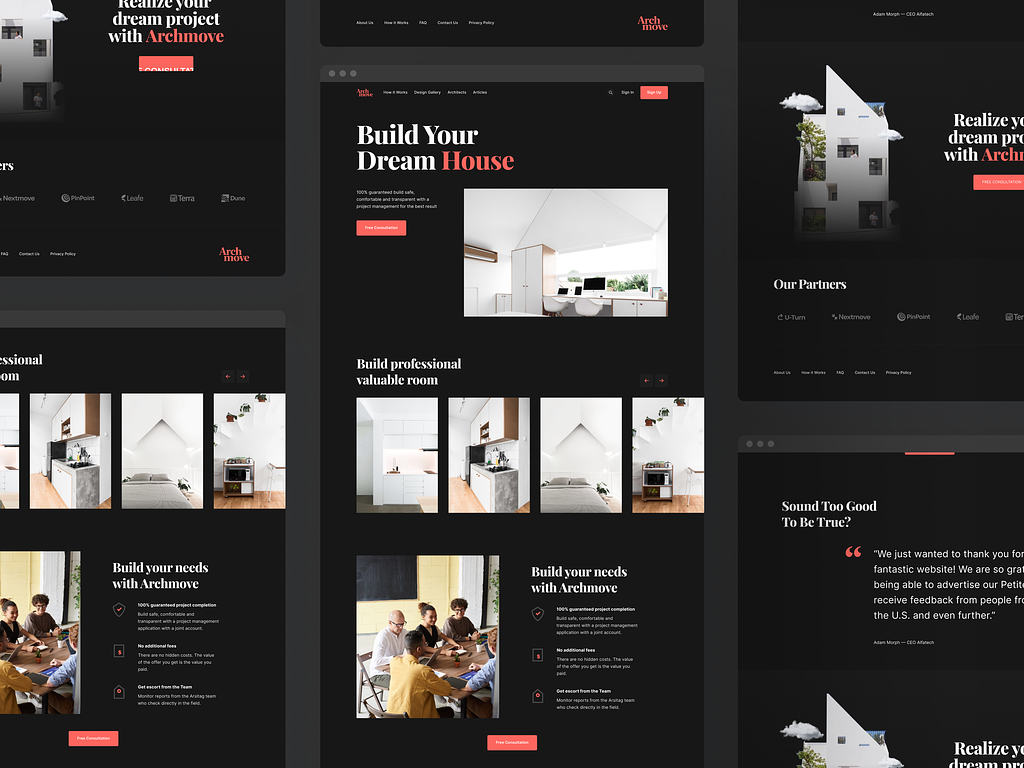 Realize your
dream project
with Archmove
Nextmove
PinPoint
Leafe
Terra
Dune
FAQ
Contact Us
Privacy Policy
Arch
move
Build your needs
with Archmove
100% guaranteed project completion
Build safe, comfortable and
transparent with a project management
application with a joint account.
No additional fees
There are no hidden costs. The value
of the offer you get is the value you
paid.
Get escort from the Team
Monitor reports from the Arsitag team
who check directly in the field.
Free Consultation
About Us
How it Works
FAQ
Contact Us
Privacy Policy
Arch
move
Arch
move
How it Works
Design Gallery
Architects
Articles
Sign In
Sign Up
Build Your
Dream House
100% guaranteed build safe,
comfortable and transparent with a
project management for the best result
Free Consultation
Build professional
valuable room
Build your needs
with Archmove
100% guaranteed project completion
Build safe, comfortable and
transparent with a project management
application with a joint account.
No additional fees
There are no hidden costs. The value
of the offer you get is the value you
paid.
Get escort from the Team
Monitor reports from the Arsitag team
who check directly in the field.
Free Consultation
Adam Morph — CEO Alfatech
Realize
dream
with
FREE CONSULTATION
Our Partners
U-Turn
Nextmove
PinPoint
Leafe
About Us
How it Works
FAQ
Contact Us
Privacy Policy
Sound Too Good
To Be True?
“We just wanted to thank you for
fantastic website! We are so
being able to advertise our
receive feedback from people
the U.S. and even further.”
Adam Morph — CEO Alfatech
Realize
dream